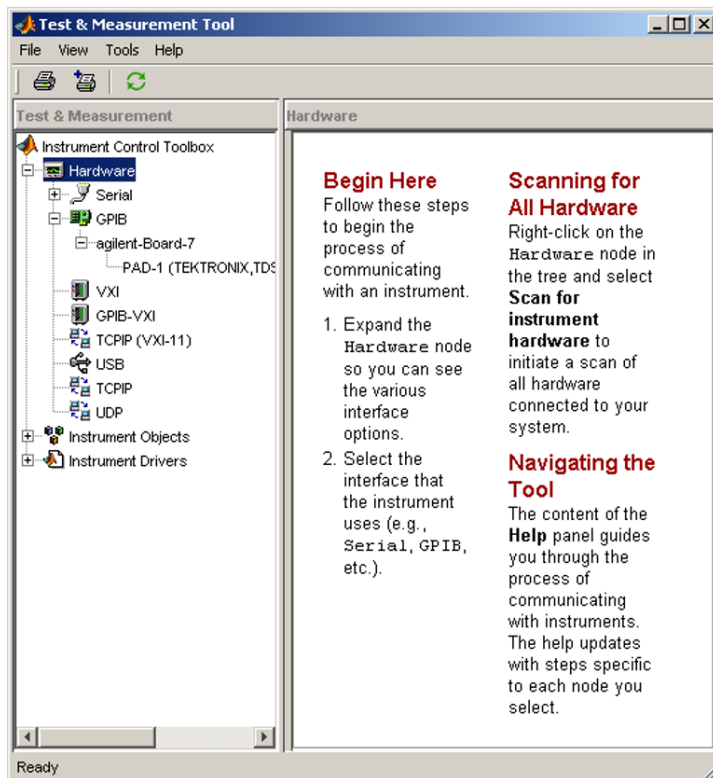 Test & Measurement Tool
File View Tools Help
Test & Measurement
Instrument Control Toolbox
Hardware
Serial
GPIB
agilent-Board-7
PAD-1 (TEKTRONIX,TDS
VXI
GPIB-VXI
TCPIP (VXI-11)
USB
TCPIP
UDP
Instrument Objects
Instrument Drivers
Hardware
Begin Here
Follow these steps
to begin the
process of
communicating
with an instrument.
1. Expand the
Hardware node
so you can see
the various
interface
options.
2. Select the
interface that
the instrument
uses (e.g.,
Serial, GPIB,
etc.).
Scanning for
All Hardware
Right-click on the
Hardware node in
the tree and select
Scan for
instrument
hardware to
initiate a scan of
all hardware
connected to your
system.
Navigating the
Tool
The content of the
Help panel guides
you through the
process of
communicating
with instruments.
The help updates
with steps specific
to each node you
select.
Ready